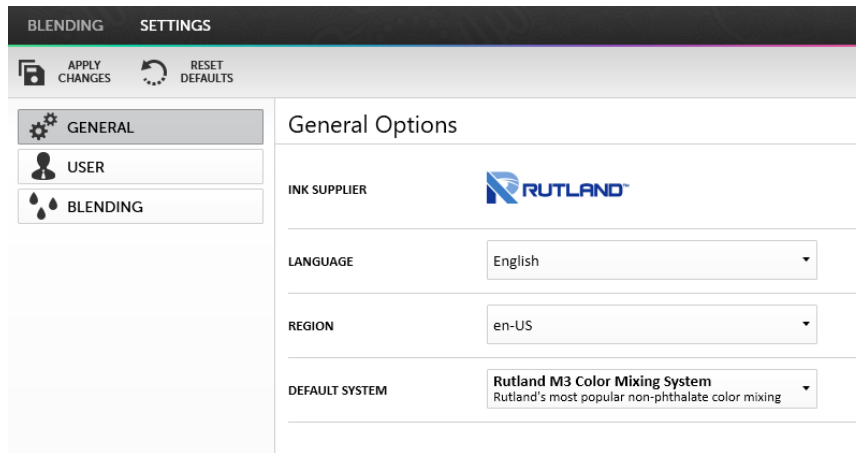 BLENDING SETTINGS
APPLY CHANGES
RESET DEFAULTS
GENERAL
USER
BLENDING
General Options
INK SUPPLIER
RUTLAND™
LANGUAGE
English
REGION
en-US
DEFAULT SYSTEM
Rutland M3 Color Mixing System
Rutland's most popular non-phthalate color mixing